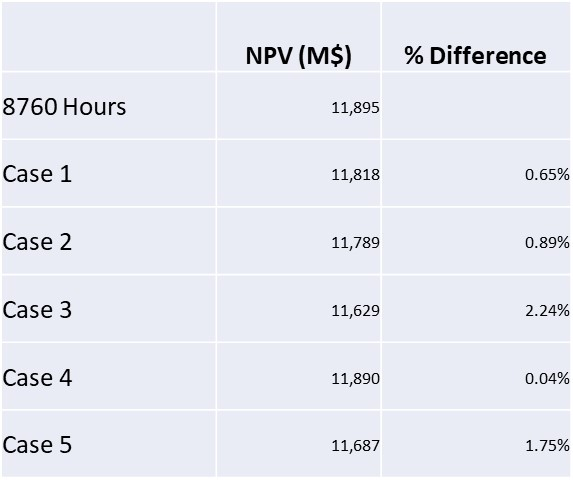 NPV (M$) % Difference
8760 Hours 11,895
Case 1 11,818 0.65%
Case 2 11,789 0.89%
Case 3 11,629 2.24%
Case 4 11,890 0.04%
Case 5 11,687 1.75%